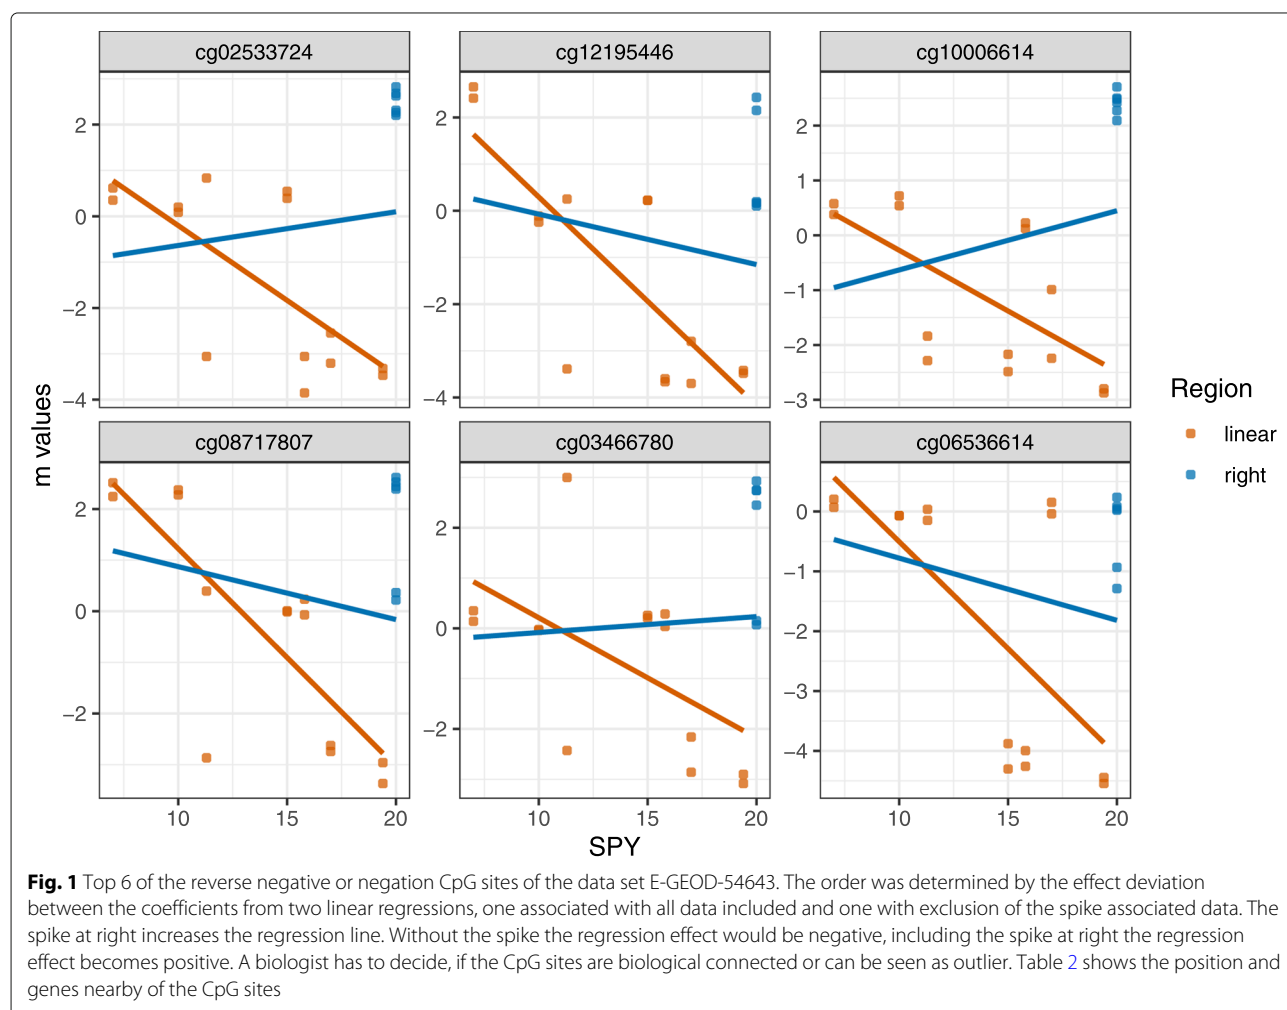 cg02533724 cg12195446 cg10006614
2 0 −2 −4
2 0 −2 −4
2 1 0 −1 −2 −3
m values
cg08717807 cg03466780 cg06536614
2 0 −2
2 0 −2
0 −1 −2 −3 −4
10 15 20 10 15 20 10 15 20
SPY
Region
linear
right
Fig. 1 Top 6 of the reverse negative or negation CpG sites of the data set E-GEOD-54643. The order was determined by the effect deviation
between the coefficients from two linear regressions, one associated with all data included and one with exclusion of the spike associated data. The
spike at right increases the regression line. Without the spike the regression effect would be negative, including the spike at right the regression
effect becomes positive. A biologist has to decide, if the CpG sites are biological connected or can be seen as outlier. Table 2 shows the position and
genes nearby of the CpG sites